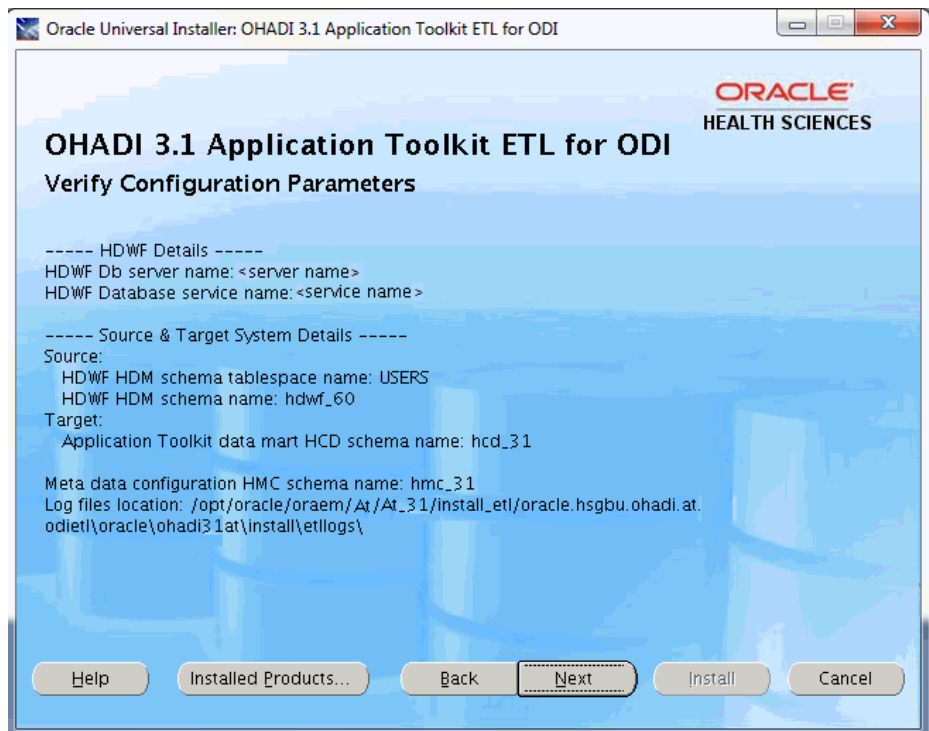 Oracle Universal Installer: OHADI 3.1 Application Toolkit ETL for ODI
ORACLE
HEALTH SCIENCES
OHADI 3.1 Application Toolkit ETL for ODI
Verify Configuration Parameters
----- HDWF Details -----
HDWF Db server name: <server name>
HDWF Database service name: <service name>
----- Source & Target System Details -----
Source:
HDWF HDM schema tablespace name: USERS
HDWF HDM schema name: hdwf_60
Target:
Application Toolkit data mart HCD schema name: hcd_31
Meta data configuration HMC schema name: hmc_31
Log files location: /opt/oracle/oraem/At/At_31/install_etl/oracle.hsgbu.ohadi.at.
odietl\oracle\ohadi31at\install\etllogs\
Help Installed Products... Back Next Install Cancel